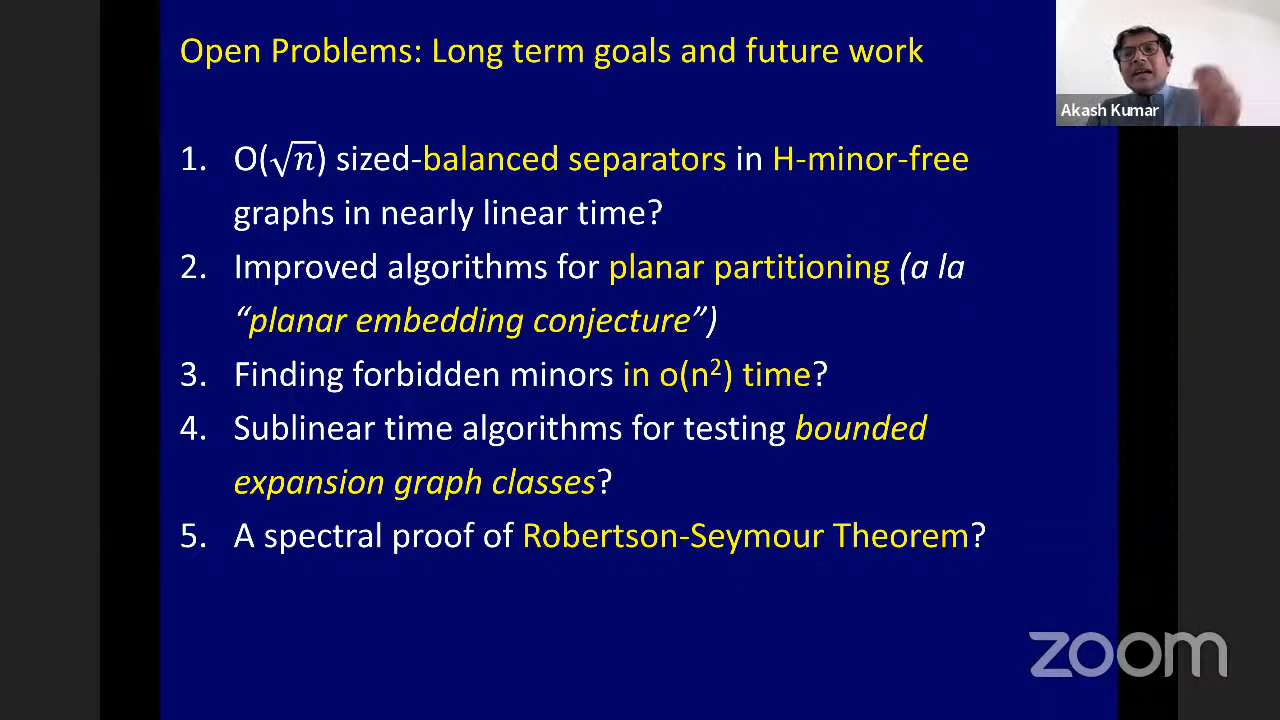 Open Problems: Long term goals and future work
Akash Kumar
1. O(√n) sized-balanced separators in H-minor-free
graphs in nearly linear time?
2. Improved algorithms for planar partitioning (a la
“planar embedding conjecture”)
3. Finding forbidden minors in o(n²) time?
4. Sublinear time algorithms for testing bounded
expansion graph classes?
5. A spectral proof of Robertson-Seymour Theorem?
zoom